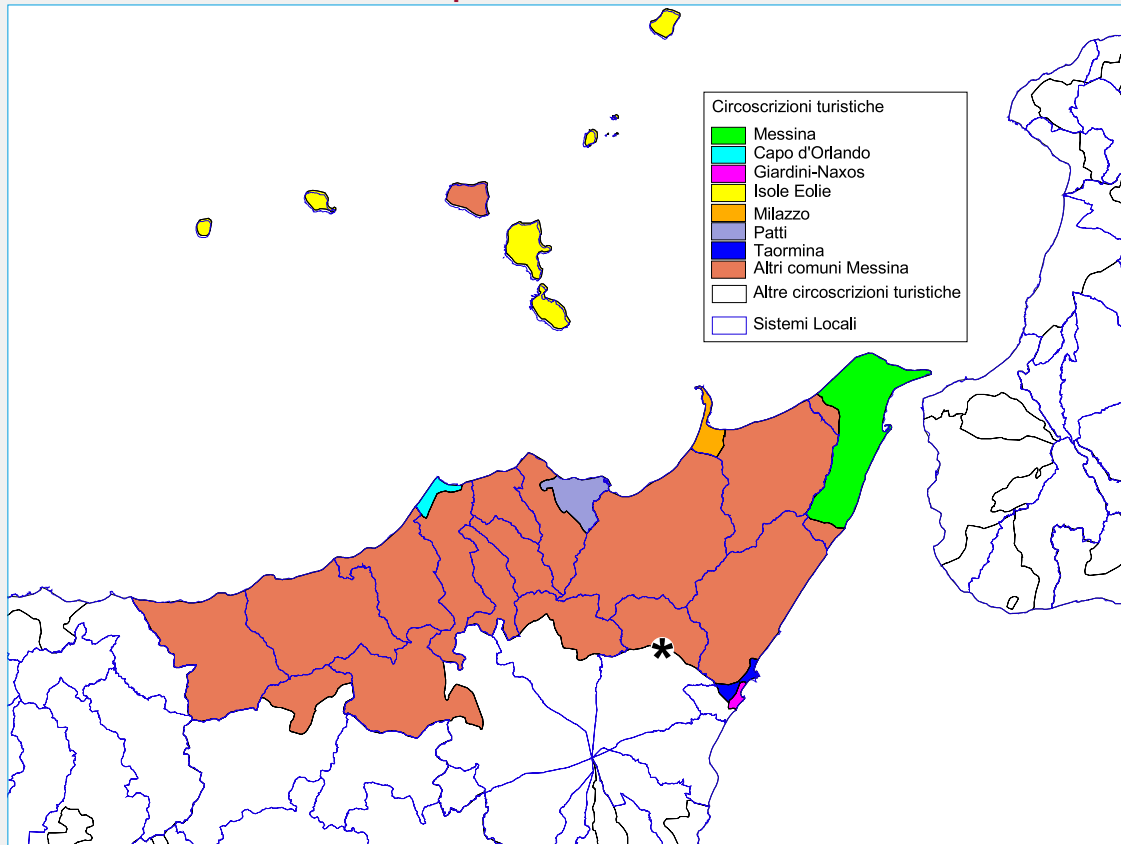 Circoscrizioni turistiche
Messina
Capo d'Orlando
Giardini-Naxos
Isole Eolie
Milazzo
Patti
Taormina
Altri comuni Messina
Altre circoscrizioni turistiche
Sistemi Locali
*